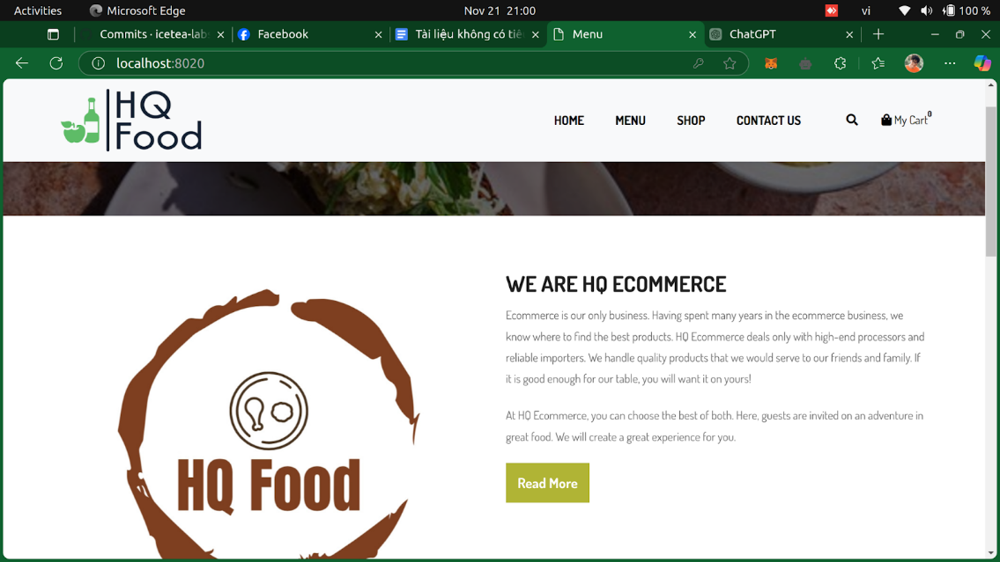 Activities
Microsoft Edge
Nov 21 21:00
vi
100 %
Commits · icetea-lab
Facebook
Tài liệu không có tiê
Menu
ChatGPT
localhost:8020
HQ
Food
HOME
MENU
SHOP
CONTACT US
My Cart
0
WE ARE HQ ECOMMERCE
Ecommerce is our only business. Having spent many years in the ecommerce business, we
know where to find the best products. HQ Ecommerce deals only with high-end processors and
reliable importers. We handle quality products that we would serve to our friends and family. If
it is good enough for our table, you will want it on yours!
At HQ Ecommerce, you can choose the best of both. Here, guests are invited on an adventure in
great food. We will create a great experience for you.
Read More
HQ Food